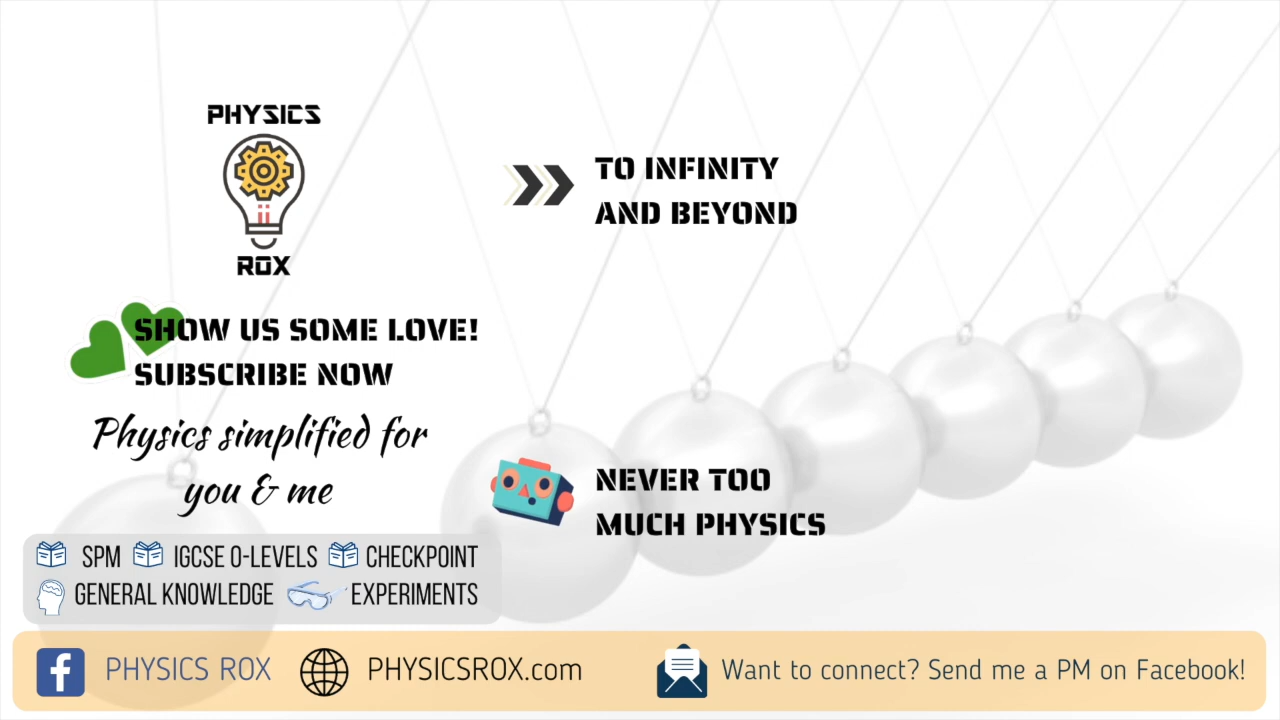 PHYSICS
ROX
TO INFINITY
AND BEYOND
SHOW US SOME LOVE!
SUBSCRIBE NOW
Physics simplified for
you & me
NEVER TOO
MUCH PHYSICS
SPM IGCSE O-LEVELS CHECKPOINT
GENERAL KNOWLEDGE EXPERIMENTS
PHYSICS ROX PHYSICSROX.com Want to connect? Send me a PM on Facebook!